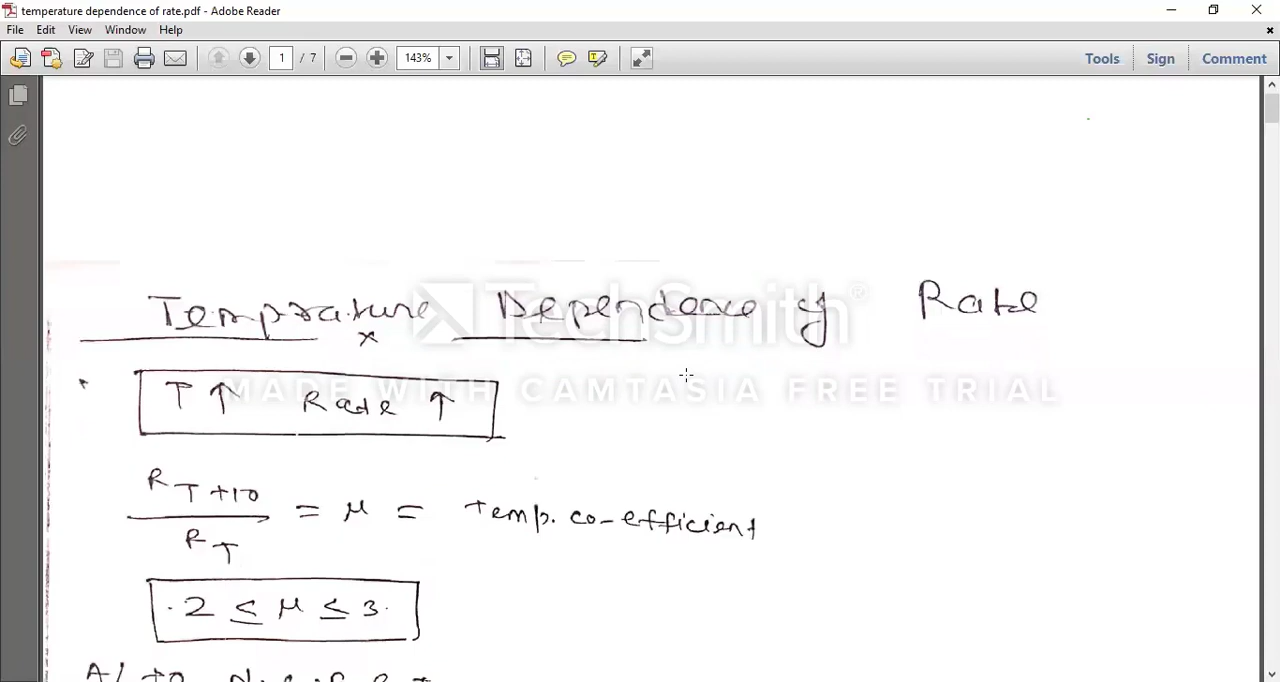 temperature dependence of rate.pdf - Adobe Reader
File Edit View Window Help
1 / 7 143% Tools Sign Comment
Temprature Dependence of Rate
TechSmith®
MADE WITH CAMTASIA FREE TRIAL
T ↑ Rate ↑
R T+10 / R T = μ = temp. co-efficient
2 ≤ μ ≤ 3